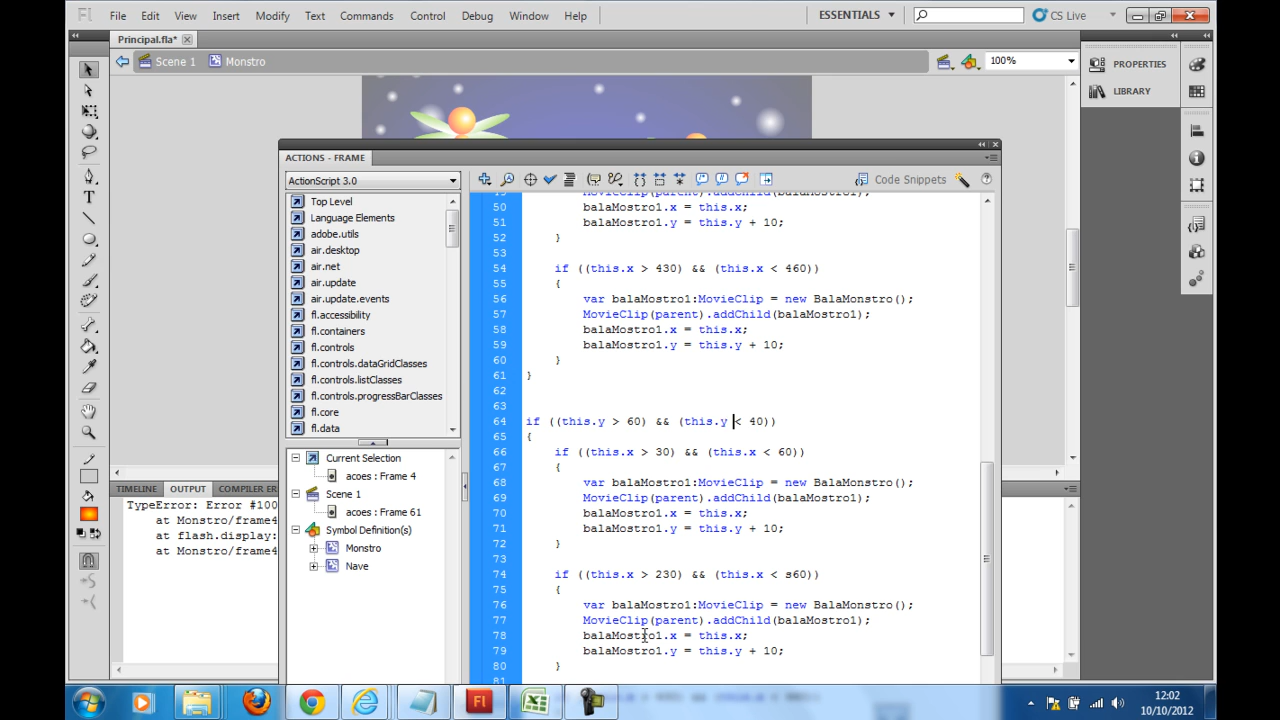 Fl File Edit View Insert Modify Text Commands Control Debug Window Help ESSENTIALS CS Live
Principal.fla*
Scene 1 Monstro 100%
PROPERTIES
LIBRARY
ACTIONS - FRAME
ActionScript 3.0 Code Snippets
Top Level
Language Elements
adobe.utils
air.desktop
air.net
air.update
air.update.events
fl.accessibility
fl.containers
fl.controls
fl.controls.dataGridClasses
fl.controls.listClasses
fl.controls.progressBarClasses
fl.core
fl.data
Current Selection
acoes : Frame 4
Scene 1
acoes : Frame 61
Symbol Definition(s)
Monstro
Nave
49 MovieClip(parent).addChild(balaMostro1);
50 balaMostro1.x = this.x;
51 balaMostro1.y = this.y + 10;
52 }
53
54 if ((this.x > 430) && (this.x < 460))
55 {
56 var balaMostro1:MovieClip = new BalaMonstro();
57 MovieClip(parent).addChild(balaMostro1);
58 balaMostro1.x = this.x;
59 balaMostro1.y = this.y + 10;
60 }
61 }
62
63
64 if ((this.y > 60) && (this.y < 40))
65 {
66 if ((this.x > 30) && (this.x < 60))
67 {
68 var balaMostro1:MovieClip = new BalaMonstro();
69 MovieClip(parent).addChild(balaMostro1);
70 balaMostro1.x = this.x;
71 balaMostro1.y = this.y + 10;
72 }
73
74 if ((this.x > 230) && (this.x < s60))
75 {
76 var balaMostro1:MovieClip = new BalaMonstro();
77 MovieClip(parent).addChild(balaMostro1);
78 balaMostro1.x = this.x;
79 balaMostro1.y = this.y + 10;
80 }
81
TIMELINE OUTPUT COMPILER ER
TypeError: Error #100
at Monstro/frame4
at flash.display:
at Monstro/frame4
Fl
12:02
10/10/2012